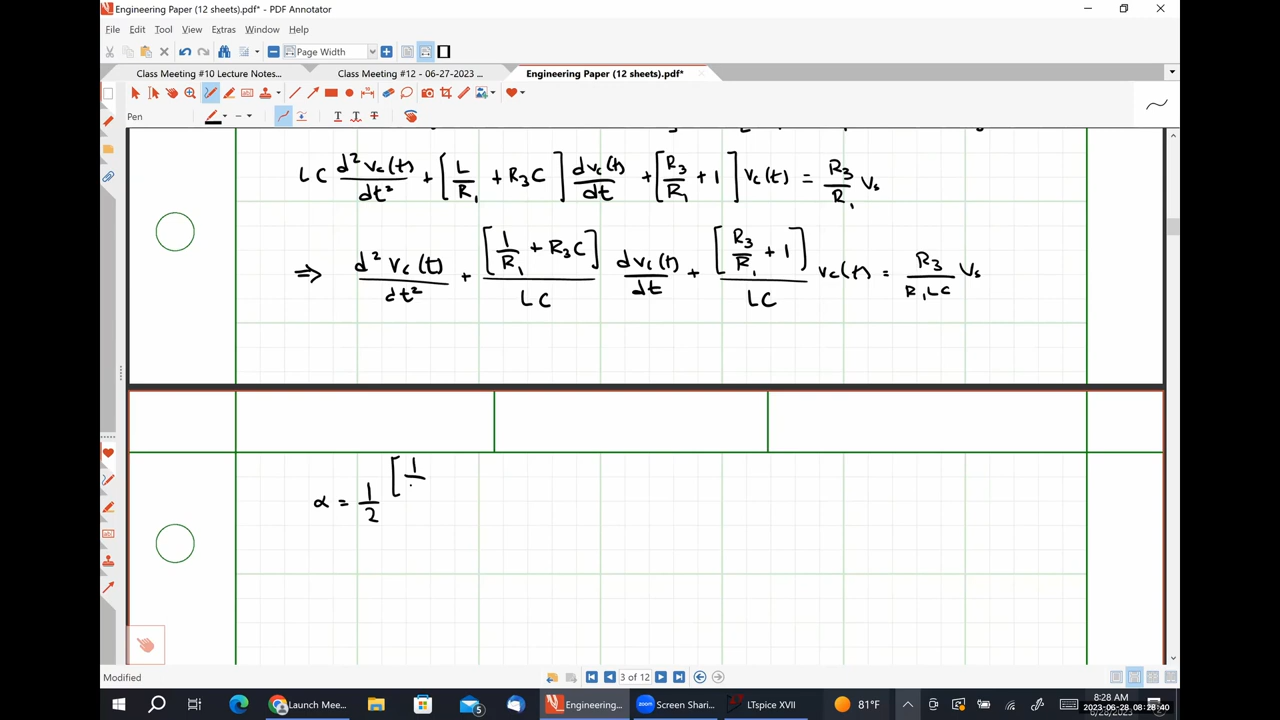 Engineering Paper (12 sheets).pdf* - PDF Annotator
File Edit Tool View Extras Window Help
Page Width
Class Meeting #10 Lecture Notes... Class Meeting #12 - 06-27-2023 ... Engineering Paper (12 sheets).pdf*
Pen
LC d²vc(t)/dt² + [L/R₁ + R₃C] dvc(t)/dt + [R₃/R₁ + 1] vc(t) = R₃/R₁ Vs
⇒ d²vc(t)/dt² + [1/R₁ + R₃C]/LC dvc(t)/dt + [R₃/R₁ + 1]/LC vc(t) = R₃/R₁LC Vs
α = 1/2 [1/
Modified 3 of 12
Launch Mee... 5 Engineering... zoom Screen Shari... LTspice XVII 81°F 8:28 AM
2023-06-28 08:28:40